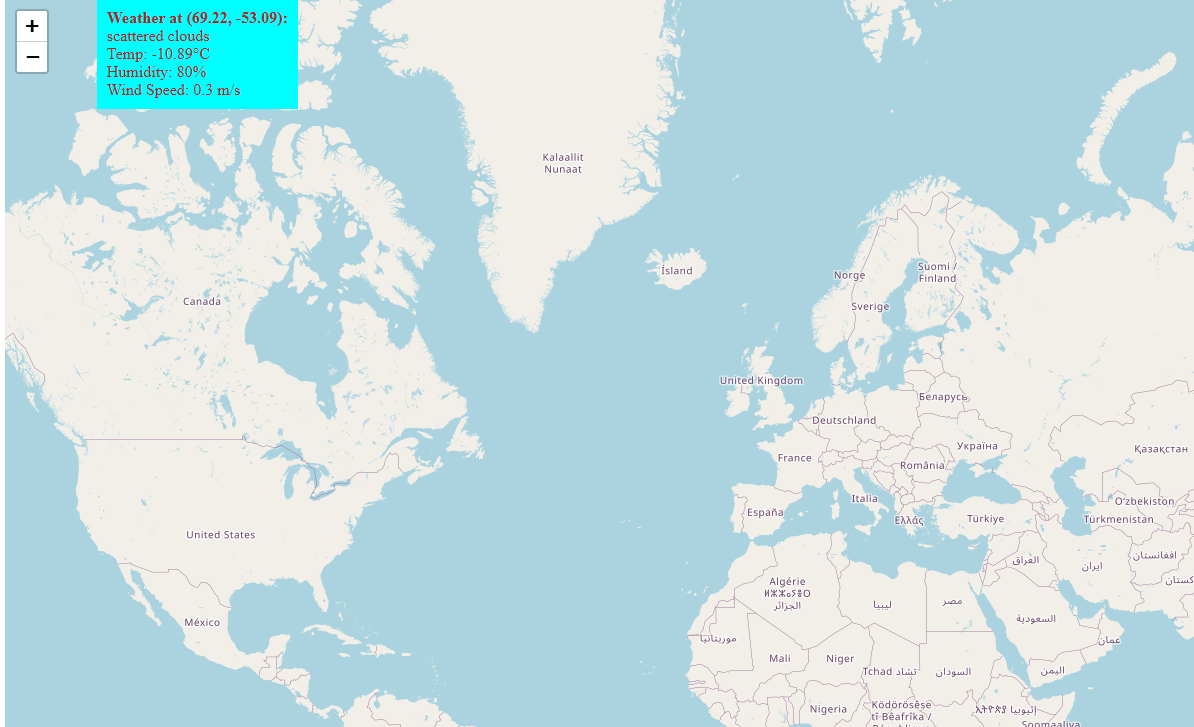 +
−
Weather at (69.22, -53.09):
scattered clouds
Temp: -10.89°C
Humidity: 80%
Wind Speed: 0.3 m/s
Kalaallit
Nunaat
Ísland
Norge
Suomi /
Finland
Sverige
Canada
United Kingdom
Беларусь
Deutschland
Україна
Қазақстан
France
România
Italia
España
Ελλάς
Türkiye
O‘zbekiston
Türkmenistan
United States
افغانستان
العراق
ایران
Algérie
ⵍⵣⵣⴰⵢⴻⵔ
الجزائر
ليبيا
مصر
السعودية
México
موريتانيا
عمان
Mali
Niger
Tchad تشاد
السودان
اليمن
Nigeria
Ködörösêse
tî Bêafrîka /
ኢትዮጵያ إثيوبيا
Soomaaliya